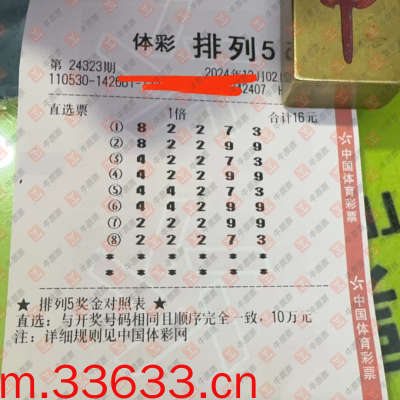 体彩 排列5
第 24323期
直选票 1倍 合计16元
① 8 2 2 7 3
② 8 2 2 9 9
③ 4 2 2 7 3
④ 4 2 2 9 9
⑤ 4 4 2 7 3
⑥ 4 4 2 9 9
⑦ 2 2 2 9 9
⑧ 2 2 2 7 3
* * * * * *
* * * * * *
★ 排列5奖金对照表 ★
直选:与开奖号码相同且顺序完全一致,10万元
注:详细规则见中国体彩网
中国体育彩票
中国体育彩票
m.33633.cn